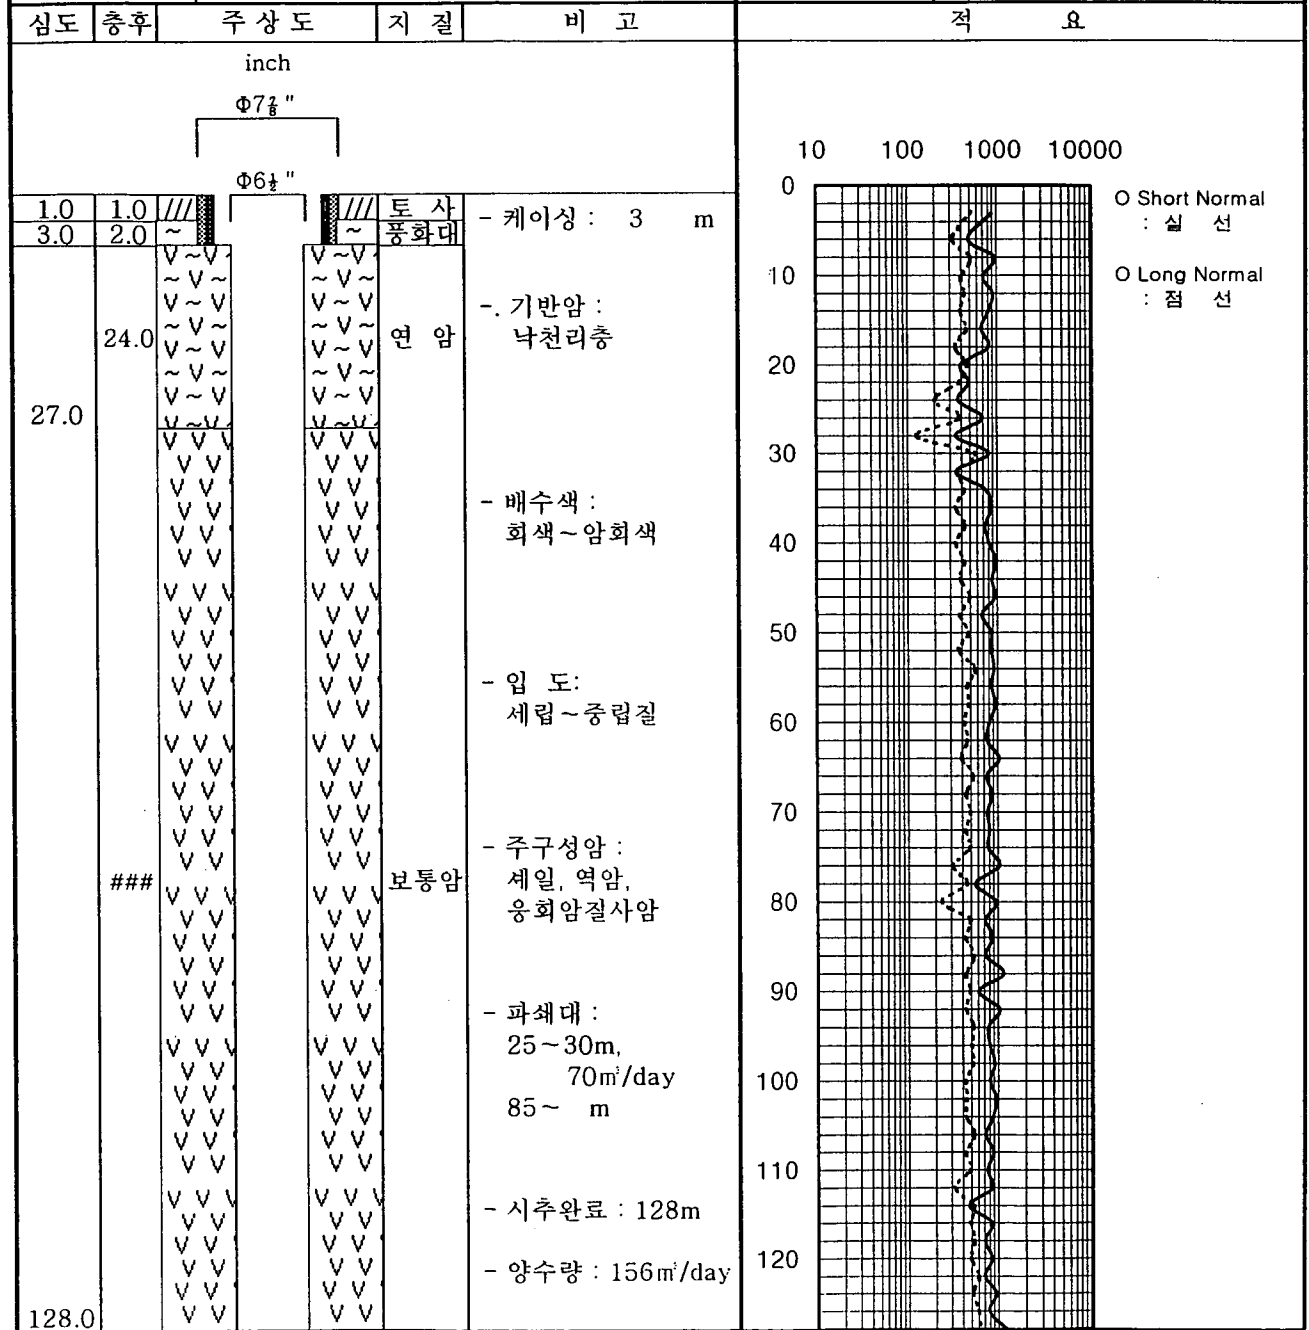 심도 층후 주 상 도 지 질 비 고 적 요
inch
Φ7⅞ "
Φ6½ "
1.0 1.0 토 사
3.0 2.0 풍화대
24.0 연 암
27.0
### 보통암
128.0
- 케이싱 : 3 m
-. 기반암 :
낙천리층
- 배수색 :
회색~암회색
- 입 도:
세립~중립질
- 주구성암 :
셰일, 역암,
응회암질사암
- 파쇄대 :
25~30m,
70㎥/day
85~ m
- 시추완료 : 128m
- 양수량 : 156㎥/day
10 100 1000 10000
0
10
20
30
40
50
60
70
80
90
100
110
120
O Short Normal
: 실 선
O Long Normal
: 점 선